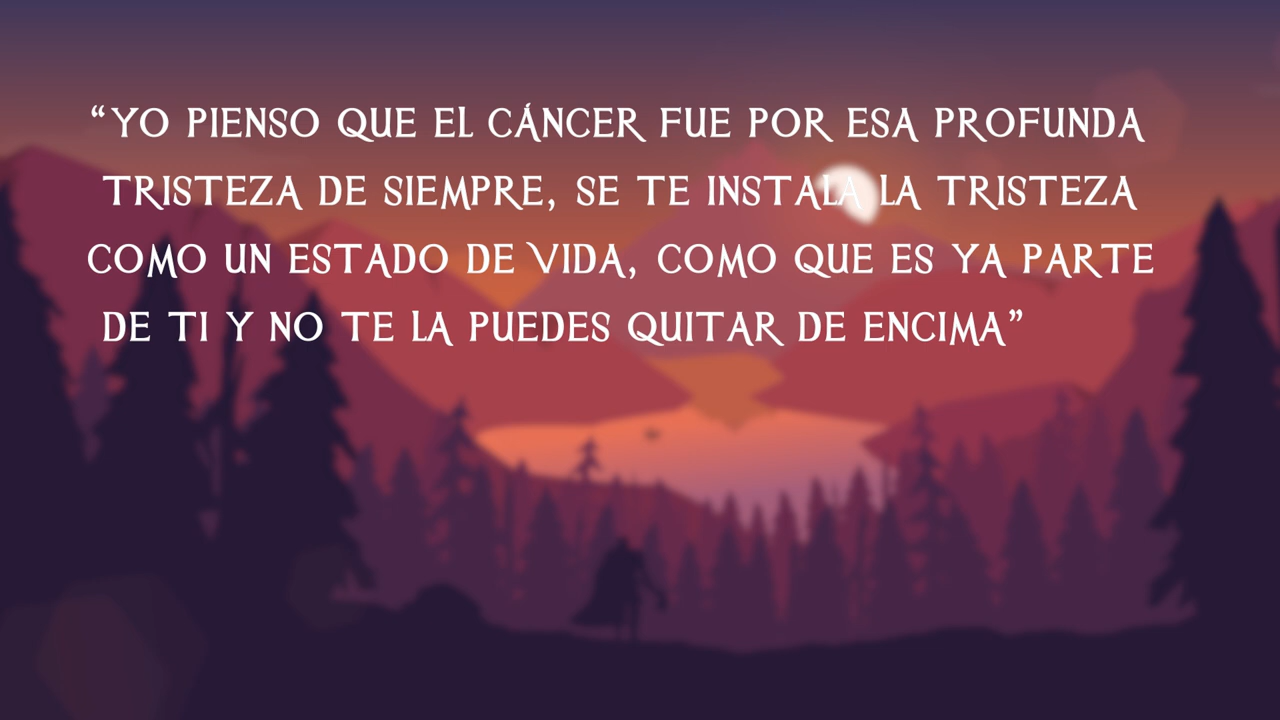 “YO PIENSO QUE EL CÁNCER FUE POR ESA PROFUNDA
TRISTEZA DE SIEMPRE, SE TE INSTALA LA TRISTEZA
COMO UN ESTADO DE VIDA, COMO QUE ES YA PARTE
DE TI Y NO TE LA PUEDES QUITAR DE ENCIMA”